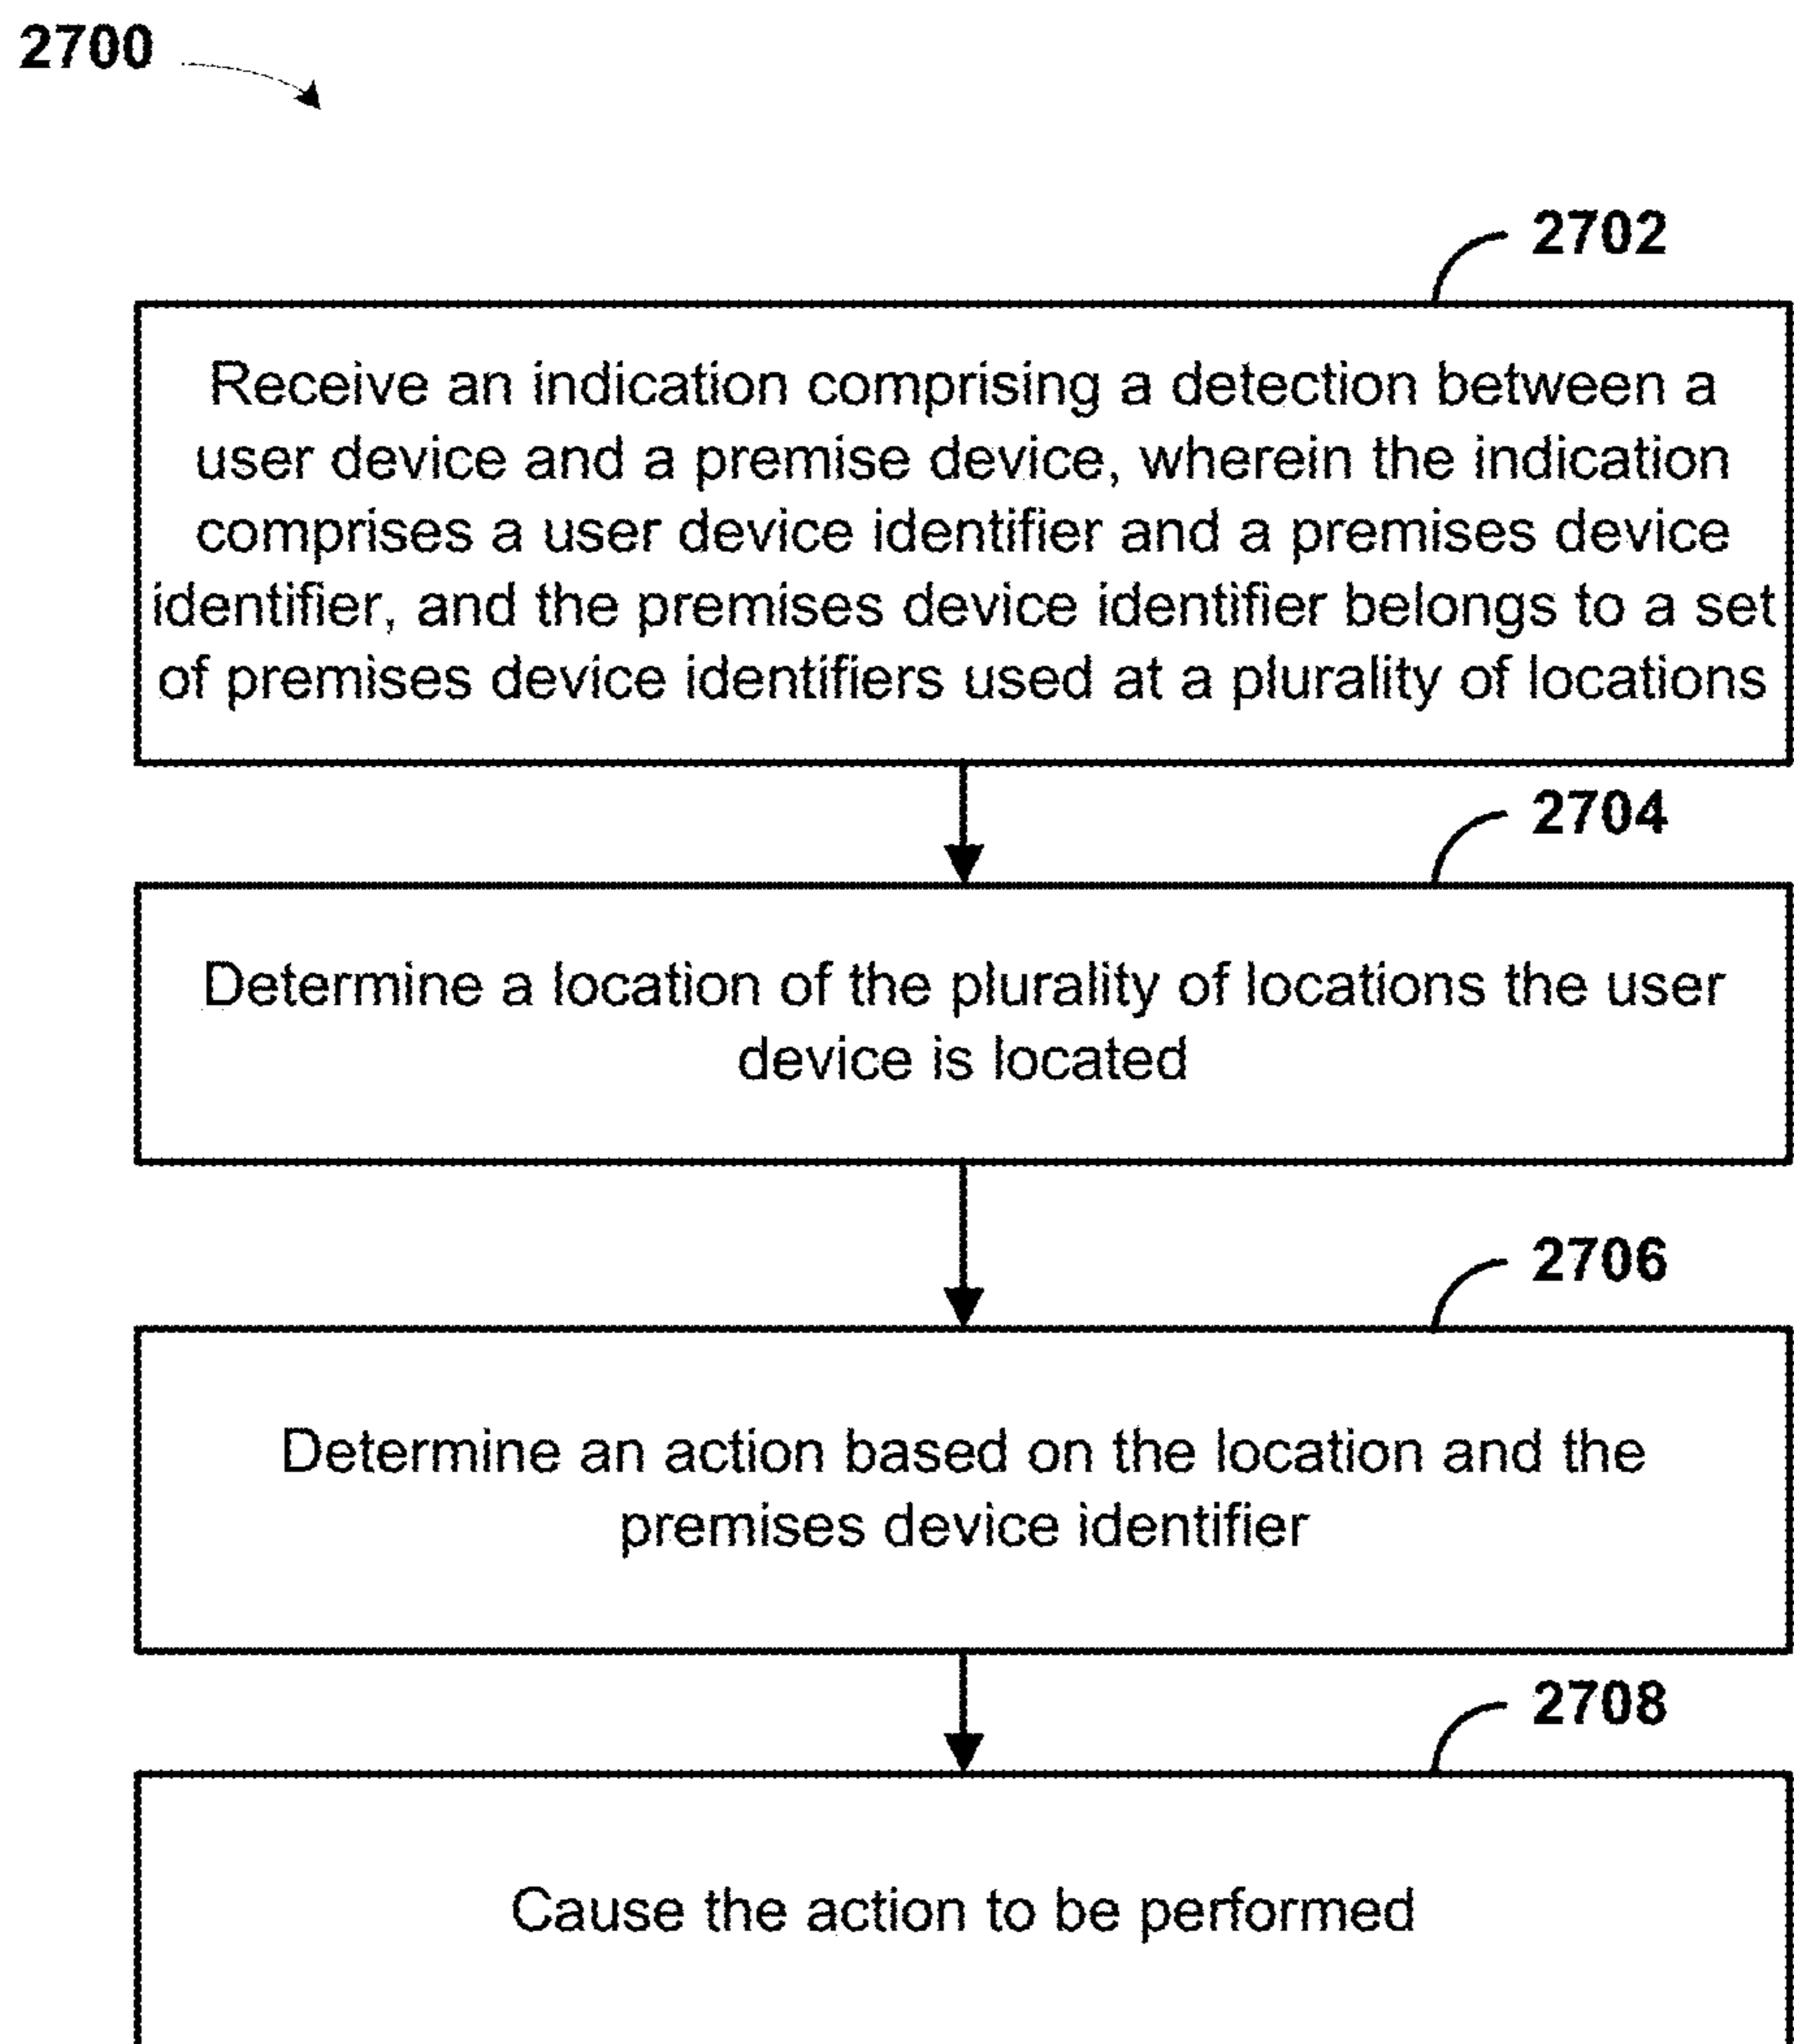 2700
2702
Receive an indication comprising a detection between a
user device and a premise device, wherein the indication
comprises a user device identifier and a premises device
identifier, and the premises device identifier belongs to a set
of premises device identifiers used at a plurality of locations
2704
Determine a location of the plurality of locations the user
device is located
2706
Determine an action based on the location and the
premises device identifier
2708
Cause the action to be performed